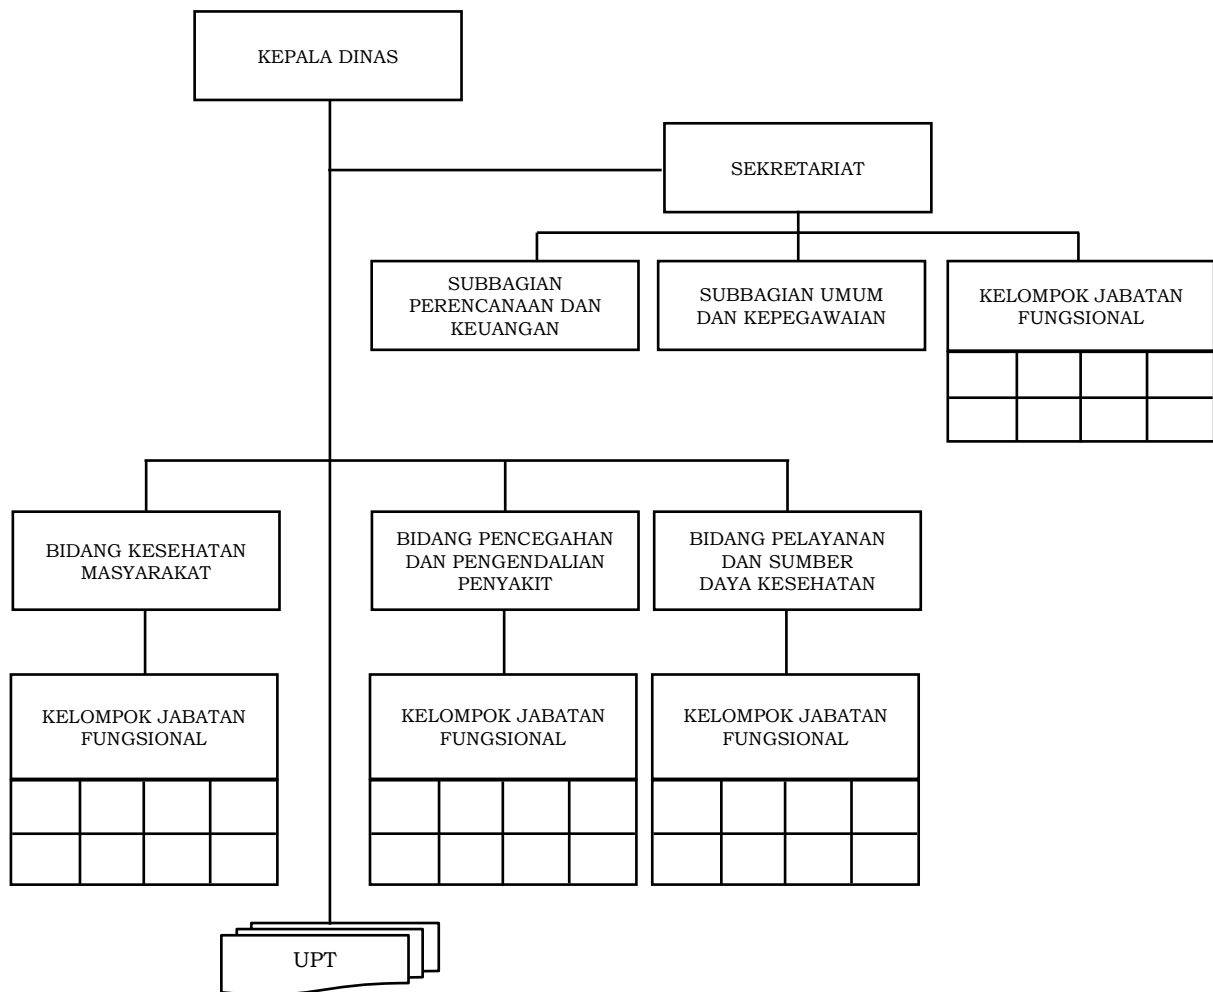 KEPALA DINAS
SEKRETARIAT
SUBBAGIAN
PERENCANAAN DAN
KEUANGAN
SUBBAGIAN UMUM
DAN KEPEGAWAIAN
KELOMPOK JABATAN
FUNGSIONAL
BIDANG KESEHATAN
MASYARAKAT
BIDANG PENCEGAHAN
DAN PENGENDALIAN
PENYAKIT
BIDANG PELAYANAN
DAN SUMBER
DAYA KESEHATAN
KELOMPOK JABATAN
FUNGSIONAL
KELOMPOK JABATAN
FUNGSIONAL
KELOMPOK JABATAN
FUNGSIONAL
UPT